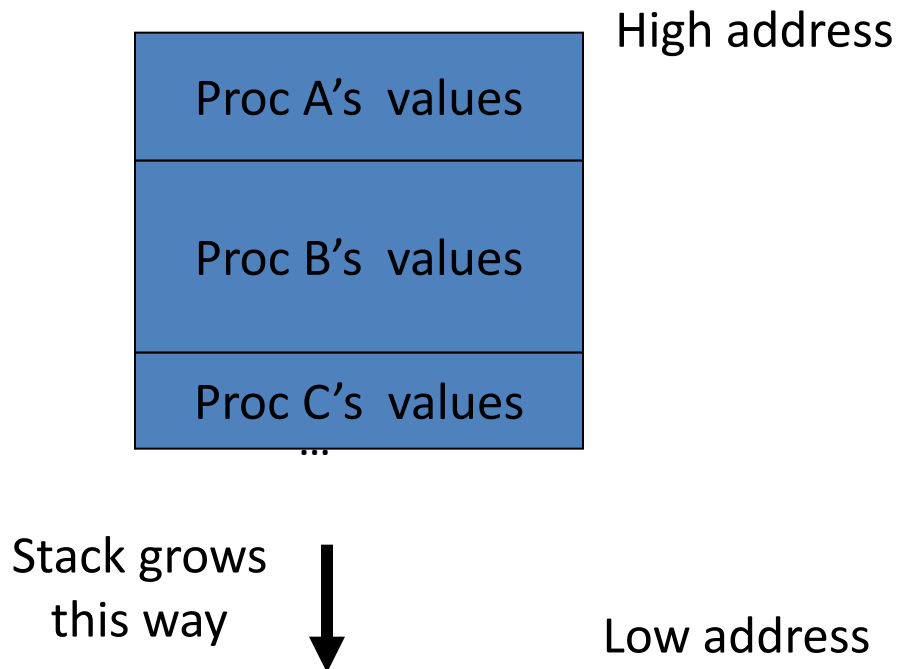 High address
Proc A’s  values
Proc B’s  values
Proc C’s  values
...
Stack grows
this way
Low address